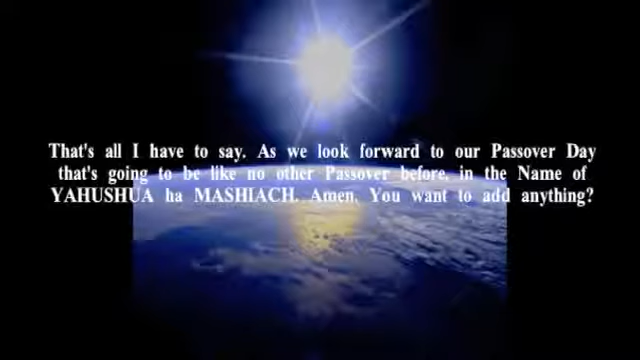 That's all I have to say. As we look forward to our Passover Day
that's going to be like no other Passover before, in the Name of
YAHUSHUA ha MASHIACH. Amen. You want to add anything?